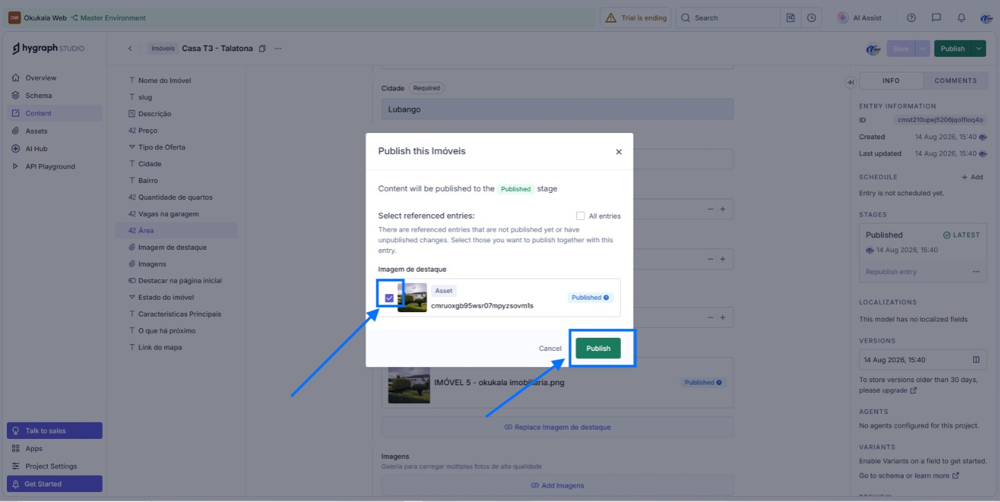 OW Okukala Web Master Environment
Trial is ending
Search
AI Assist
hygraph STUDIO
Imóveis Casa T3 - Talatona
Save
Publish
Overview
Schema
Content
Assets
AI Hub
API Playground
Talk to sales
Apps
Project Settings
Get Started
Nome do Imóvel
slug
Descrição
42 Preço
Tipo de Oferta
Cidade
Bairro
42 Quantidade de quartos
42 Vagas na garagem
42 Área
Imagem de destaque
Imagens
Destacar na página inicial
Estado do imóvel
Características Principais
O que há próximo
Link do mapa
Cidade Required
Lubango
Publish this Imóveis
Content will be published to the Published stage
Select referenced entries:
All entries
There are referenced entries that are not published yet or have
unpublished changes. Select those you want to publish together with this
entry.
Imagem de destaque
Asset
cmruoxgb95wsr07mpyzsovm1s
Published
Cancel
Publish
IMÓVEL 5 - okukala imobiliária.png
Published
Replace Imagem de destaque
Imagens
Galeria para carregar múltiplas fotos de alta qualidade
Add Imagens
INFO
COMMENTS
ENTRY INFORMATION
ID cmst210upej5206jqo1fioq4o
Created 14 Aug 2026, 15:40
Last updated 14 Aug 2026, 15:40
SCHEDULE
+ Add
Entry is not scheduled yet.
STAGES
Published LATEST
14 Aug 2026, 15:40
Republish entry
LOCALIZATIONS
This model has no localized fields
VERSIONS
14 Aug 2026, 15:40
To store versions older than 30 days,
please upgrade
AGENTS
No agents configured for this project.
VARIANTS
Enable Variants on a field to get started.
Go to schema or learn more
PREVIEW